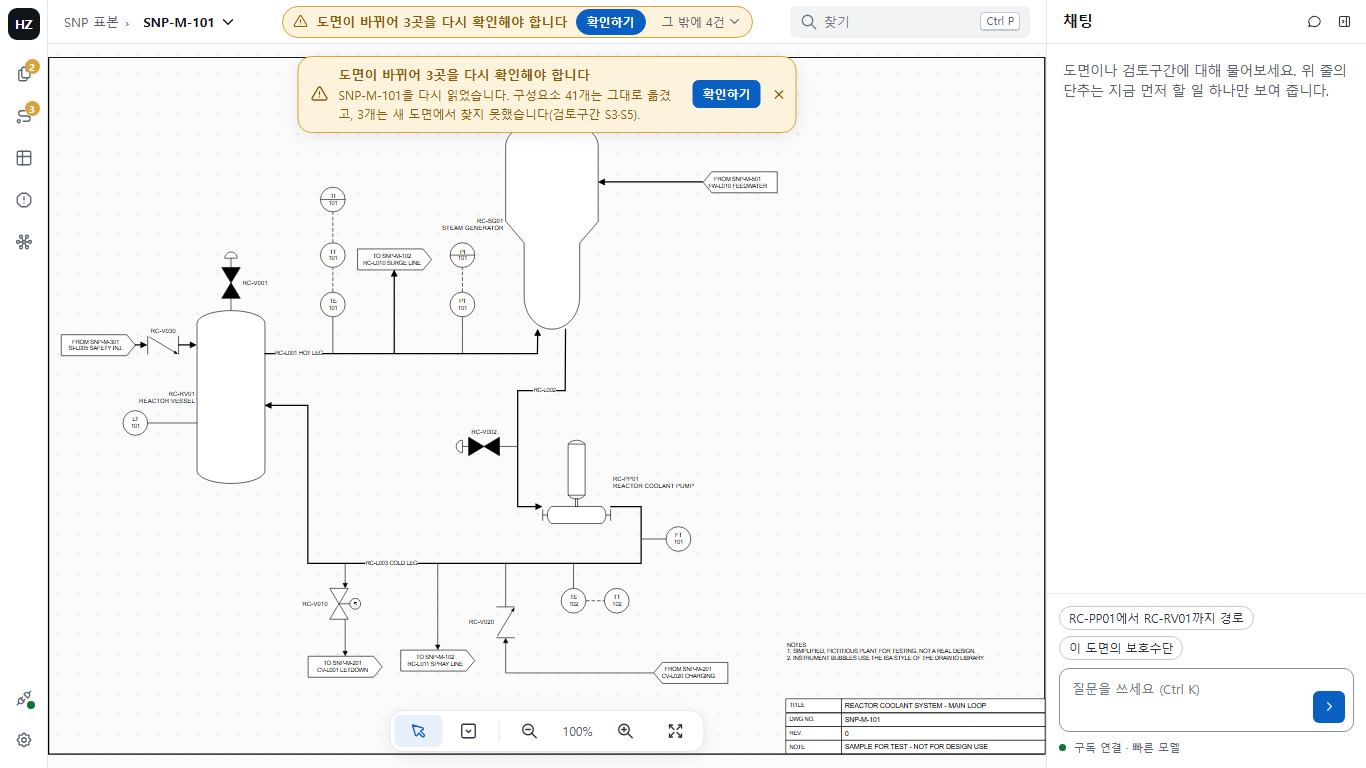 HZ
SNP 표본 ›
SNP-M-101
도면이 바뀌어 3곳을 다시 확인해야 합니다
확인하기
그 밖에 4건
찾기
Ctrl P
채팅
2
3
도면이 바뀌어 3곳을 다시 확인해야 합니다
SNP-M-101을 다시 읽었습니다. 구성요소 41개는 그대로 옮겼
고, 3개는 새 도면에서 찾지 못했습니다(검토구간 S3·S5).
확인하기
도면이나 검토구간에 대해 물어보세요. 위 줄의
단추는 지금 먼저 할 일 하나만 보여 줍니다.
FROM SNP-M-501
FW-L010 FEEDWATER
TI
101
RC-SG01
STEAM GENERATOR
TT
101
TO SNP-M-102
RC-L010 SURGE LINE
PI
101
RC-V001
TE
101
PT
101
RC-V030
FROM SNP-M-301
SI-L005 SAFETY INJ.
RC-L001 HOT LEG
RC-RV01
REACTOR VESSEL
RC-L002
LT
101
RC-V002
RC-PP01
REACTOR COOLANT PUMP
FT
101
RC-L003 COLD LEG
RC-V010
TE
102
TT
102
RC-V020
TO SNP-M-201
CV-L001 LETDOWN
TO SNP-M-102
RC-L011 SPRAY LINE
FROM SNP-M-201
CV-L020 CHARGING
NOTES
1. SIMPLIFIED, FICTITIOUS PLANT FOR TESTING. NOT A REAL DESIGN.
2. INSTRUMENT BUBBLES USE THE ISA STYLE OF THE DRAWIO LIBRARY.
TITLE REACTOR COOLANT SYSTEM - MAIN LOOP
DWG NO. SNP-M-101
REV. 0
NOTE SAMPLE FOR TEST - NOT FOR DESIGN USE
100%
RC-PP01에서 RC-RV01까지 경로
이 도면의 보호수단
질문을 쓰세요 (Ctrl K)
구독 연결 · 빠른 모델